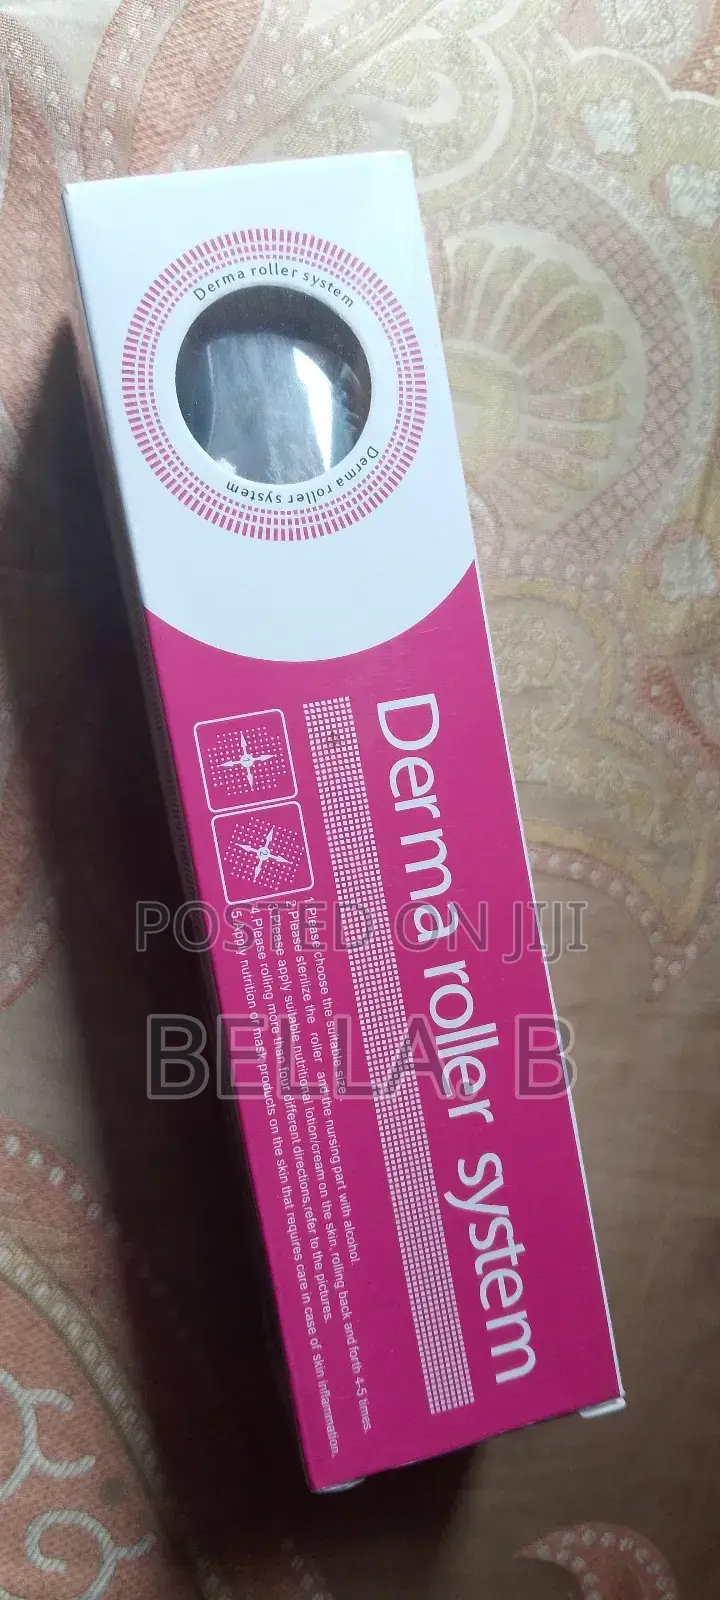 Derma roller system
Derma roller system
Derma roller system
1
2
1.Please choose the suitable size.
2.Please sterilize the roller and the nursing part with alcohol.
3.Please apply suitable nutritional lotion/cream on the skin, rolling back and forth 4-5 times.
4.Please rolling more than four different directions,refer to the pictures.
5.Apply nutrition or mask products on the skin that requires care in case of skin inflammation.
POSTED ON JIJI
BELLA B